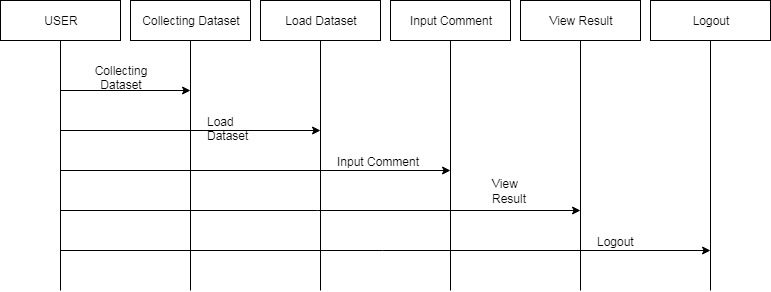 USER
Collecting Dataset
Load Dataset
Input Comment
View Result
Logout
Collecting
Dataset
Load
Dataset
Input Comment
View
Result
Logout